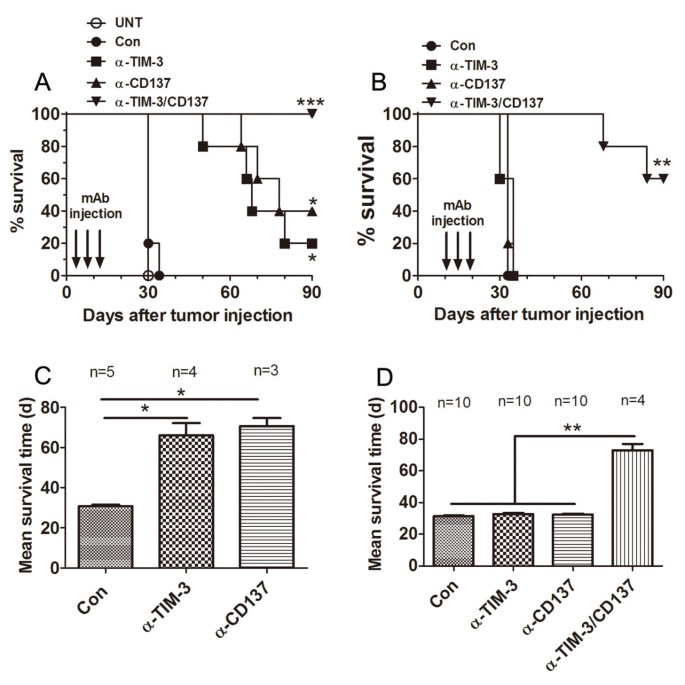 UNT
Con
α-TIM-3
α-CD137
α-TIM-3/CD137
A
100
80
60
40
20
0
% survival
mAb
injection
***
*
*
0
30
60
90
Days after tumor injection
Con
α-TIM-3
α-CD137
α-TIM-3/CD137
B
100
80
60
40
20
0
% survival
mAb
injection
**
0
30
60
90
Days after tumor injection
C
n=5
n=4
n=3
*
*
80
60
40
20
0
Mean survival time (d)
Con
α-TIM-3
α-CD137
D
n=10
n=10
n=10
n=4
**
100
80
60
40
20
0
Mean survival time (d)
Con
α-TIM-3
α-CD137
α-TIM-3/CD137